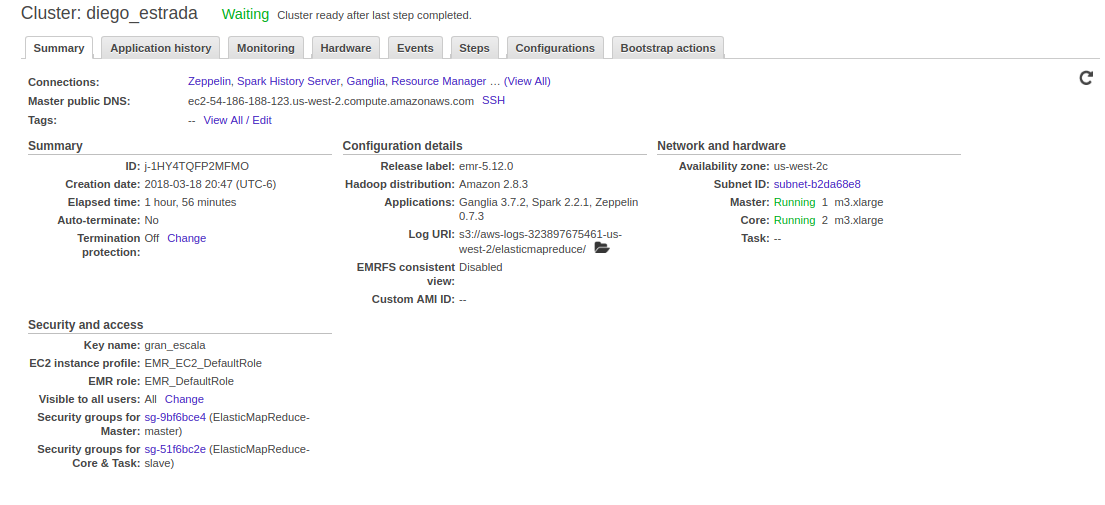 Cluster: diego_estrada Waiting Cluster ready after last step completed.
Summary Application history Monitoring Hardware Events Steps Configurations Bootstrap actions
Connections: Zeppelin, Spark History Server, Ganglia, Resource Manager … (View All)
Master public DNS: ec2-54-186-188-123.us-west-2.compute.amazonaws.com SSH
Tags: -- View All / Edit
Summary
ID: j-1HY4TQFP2MFMO
Creation date: 2018-03-18 20:47 (UTC-6)
Elapsed time: 1 hour, 56 minutes
Auto-terminate: No
Termination Off Change
protection:
Configuration details
Release label: emr-5.12.0
Hadoop distribution: Amazon 2.8.3
Applications: Ganglia 3.7.2, Spark 2.2.1, Zeppelin
0.7.3
Log URI: s3://aws-logs-323897675461-us-
west-2/elasticmapreduce/
EMRFS consistent Disabled
view:
Custom AMI ID: --
Network and hardware
Availability zone: us-west-2c
Subnet ID: subnet-b2da68e8
Master: Running 1 m3.xlarge
Core: Running 2 m3.xlarge
Task: --
Security and access
Key name: gran_escala
EC2 instance profile: EMR_EC2_DefaultRole
EMR role: EMR_DefaultRole
Visible to all users: All Change
Security groups for sg-9bf6bce4 (ElasticMapReduce-
Master: master)
Security groups for sg-51f6bc2e (ElasticMapReduce-
Core & Task: slave)